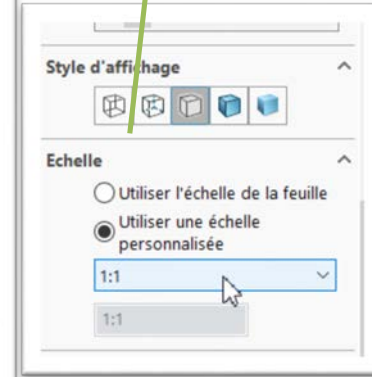 Style d'affichage
Echelle
Utiliser l'échelle de la feuille
Utiliser une échelle
personnalisée
1:1
1:1